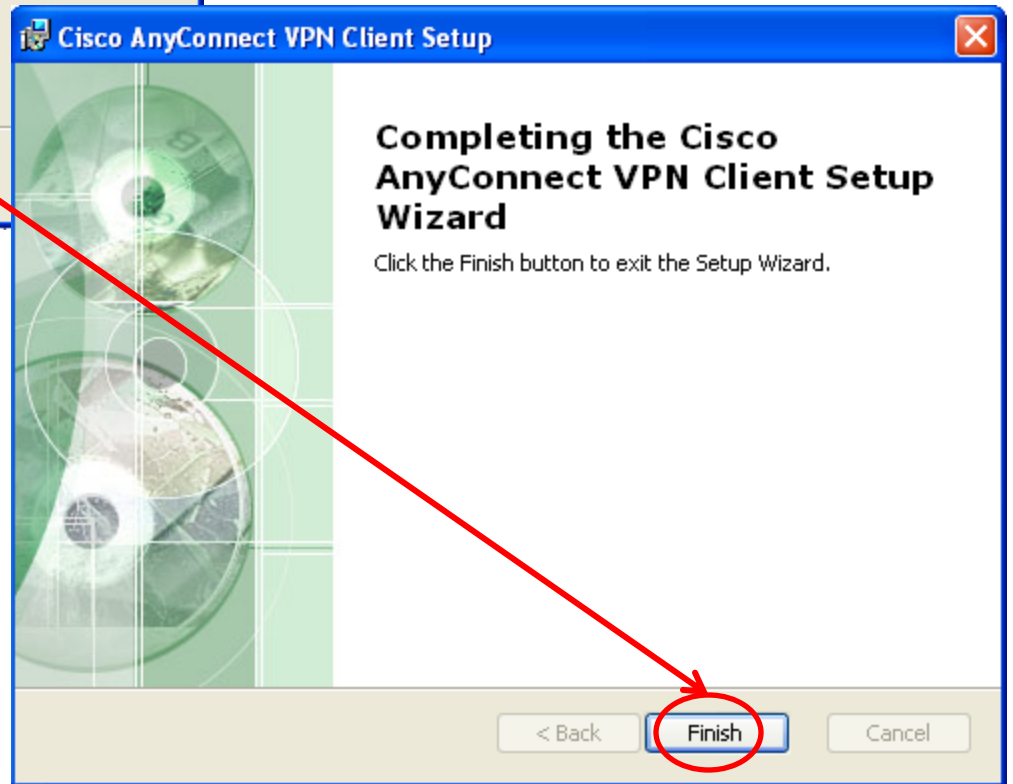 Cisco AnyConnect VPN Client Setup
Completing the Cisco
AnyConnect VPN Client Setup
Wizard
Click the Finish button to exit the Setup Wizard.
< Back Finish Cancel